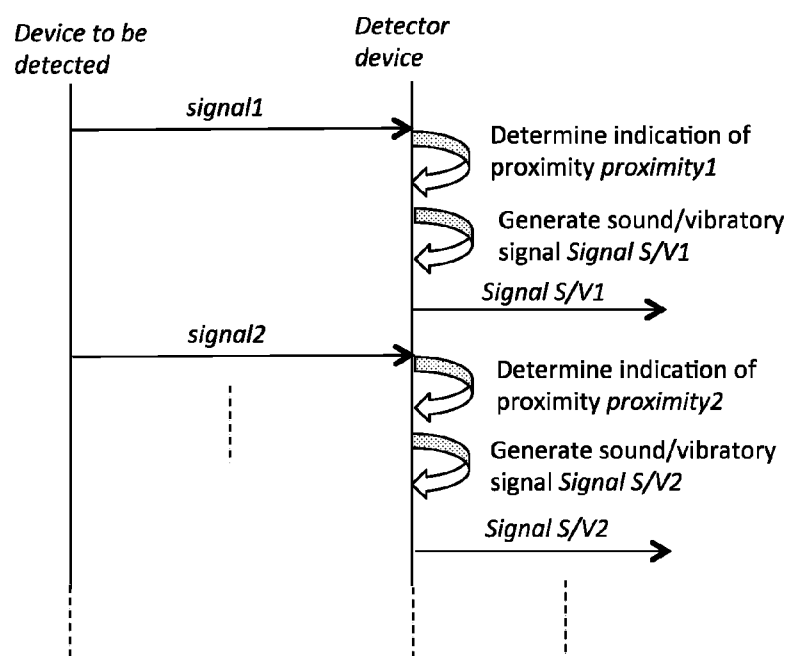 Device to be
detected
Detector
device
signal1
Determine indication of
proximity proximity1
Generate sound/vibratory
signal Signal S/V1
Signal S/V1
signal2
Determine indication of
proximity proximity2
Generate sound/vibratory
signal Signal S/V2
Signal S/V2